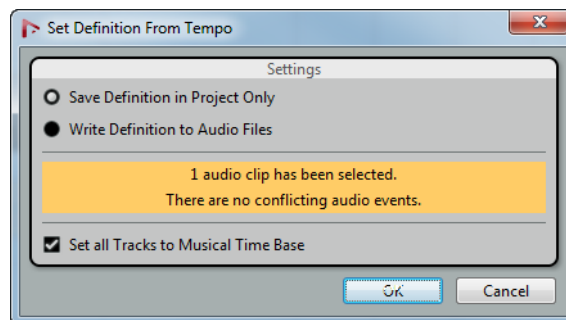 Set Definition From Tempo
Settings
Save Definition in Project Only
Write Definition to Audio Files
1 audio clip has been selected.
There are no conflicting audio events.
Set all Tracks to Musical Time Base
OK
Cancel